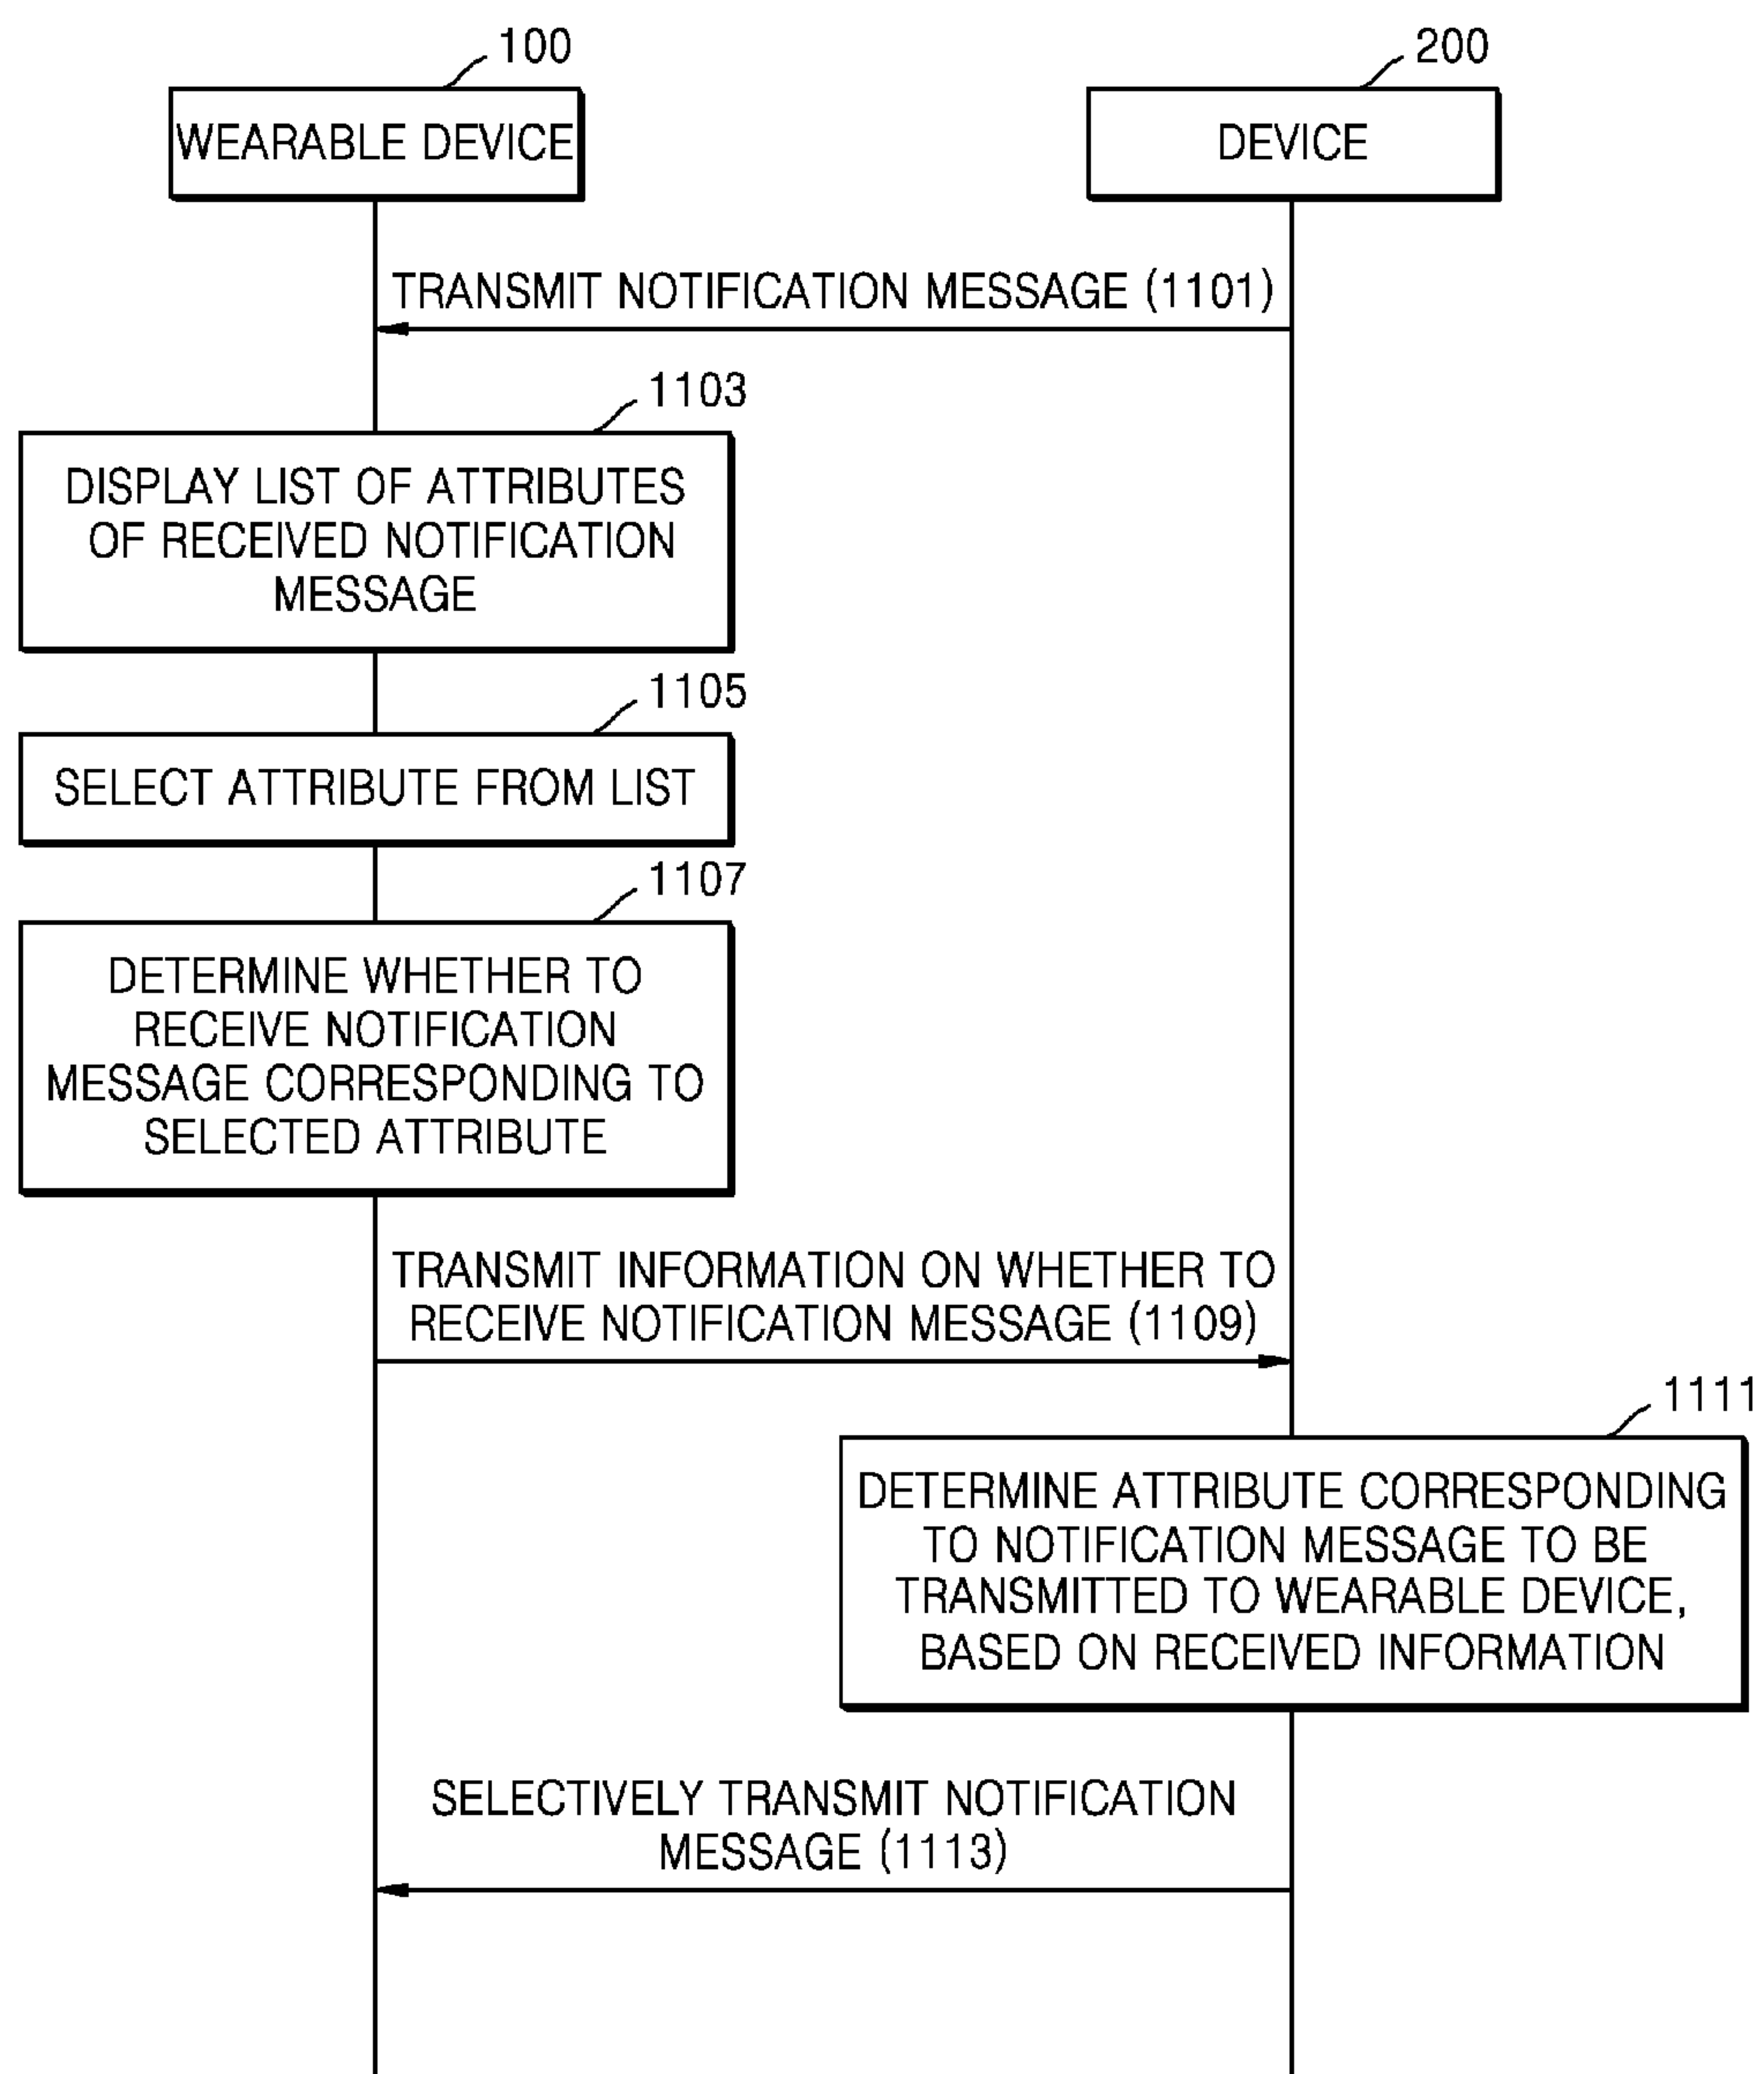 100
200
WEARABLE DEVICE
DEVICE
TRANSMIT NOTIFICATION MESSAGE (1101)
1103
DISPLAY LIST OF ATTRIBUTES
OF RECEIVED NOTIFICATION
MESSAGE
1105
SELECT ATTRIBUTE FROM LIST
1107
DETERMINE WHETHER TO
RECEIVE NOTIFICATION
MESSAGE CORRESPONDING TO
SELECTED ATTRIBUTE
TRANSMIT INFORMATION ON WHETHER TO
RECEIVE NOTIFICATION MESSAGE (1109)
1111
DETERMINE ATTRIBUTE CORRESPONDING
TO NOTIFICATION MESSAGE TO BE
TRANSMITTED TO WEARABLE DEVICE,
BASED ON RECEIVED INFORMATION
SELECTIVELY TRANSMIT NOTIFICATION
MESSAGE (1113)